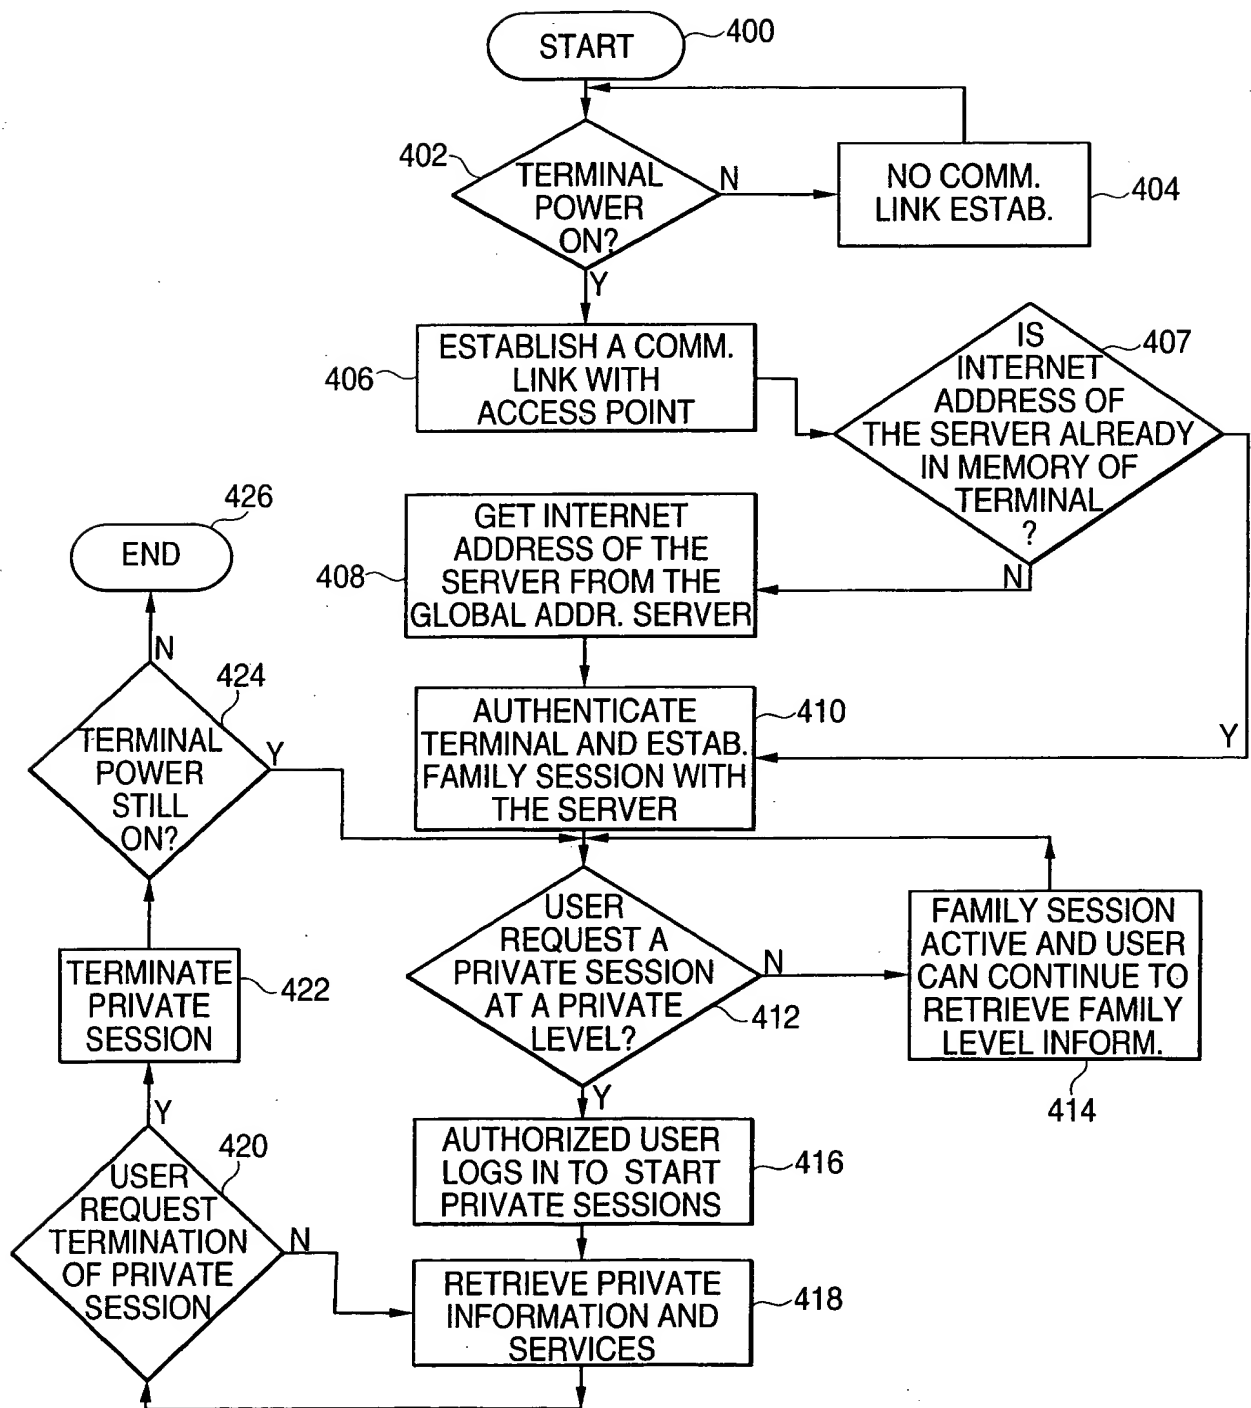 START
400
402
TERMINAL
POWER
ON?
N
NO COMM.
LINK ESTAB.
404
Y
406
ESTABLISH A COMM.
LINK WITH
ACCESS POINT
IS
INTERNET
ADDRESS OF
THE SERVER ALREADY
IN MEMORY OF
TERMINAL
?
407
N
Y
408
GET INTERNET
ADDRESS OF THE
SERVER FROM THE
GLOBAL ADDR. SERVER
426
END
N
424
TERMINAL
POWER
STILL
ON?
Y
AUTHENTICATE
TERMINAL AND ESTAB.
FAMILY SESSION WITH
THE SERVER
410
USER
REQUEST A
PRIVATE SESSION
AT A PRIVATE
LEVEL?
412
N
FAMILY SESSION
ACTIVE AND USER
CAN CONTINUE TO
RETRIEVE FAMILY
LEVEL INFORM.
414
Y
TERMINATE
PRIVATE
SESSION
422
Y
AUTHORIZED USER
LOGS IN TO START
PRIVATE SESSIONS
416
420
USER
REQUEST
TERMINATION
OF PRIVATE
SESSION
N
RETRIEVE PRIVATE
INFORMATION AND
SERVICES
418